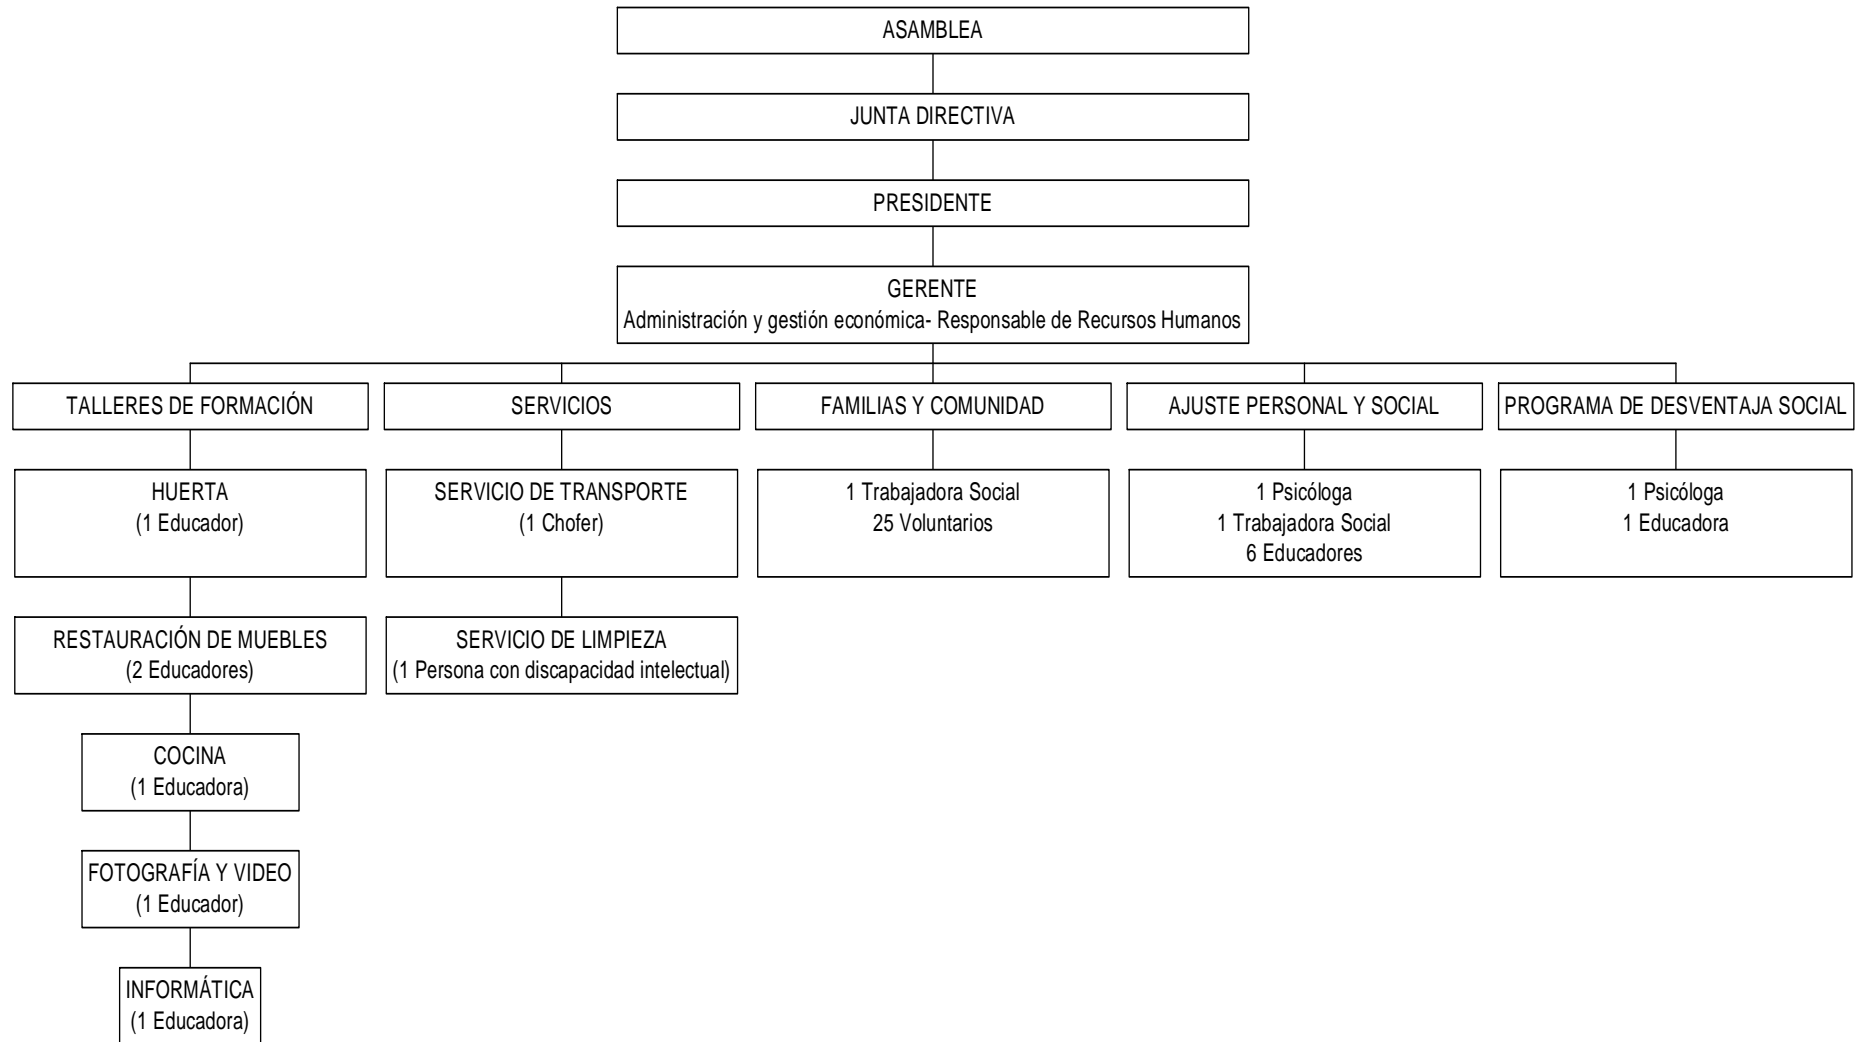 ASAMBLEA
JUNTA DIRECTIVA
PRESIDENTE
GERENTE
Administración y gestión económica- Responsable de Recursos Humanos
TALLERES DE FORMACIÓN
SERVICIOS
FAMILIAS Y COMUNIDAD
AJUSTE PERSONAL Y SOCIAL
PROGRAMA DE DESVENTAJA SOCIAL
HUERTA
(1 Educador)
SERVICIO DE TRANSPORTE
(1 Chofer)
1 Trabajadora Social
25 Voluntarios
1 Psicóloga
1 Trabajadora Social
6 Educadores
1 Psicóloga
1 Educadora
RESTAURACIÓN DE MUEBLES
(2 Educadores)
SERVICIO DE LIMPIEZA
(1 Persona con discapacidad intelectual)
COCINA
(1 Educadora)
FOTOGRAFÍA Y VIDEO
(1 Educador)
INFORMÁTICA
(1 Educadora)